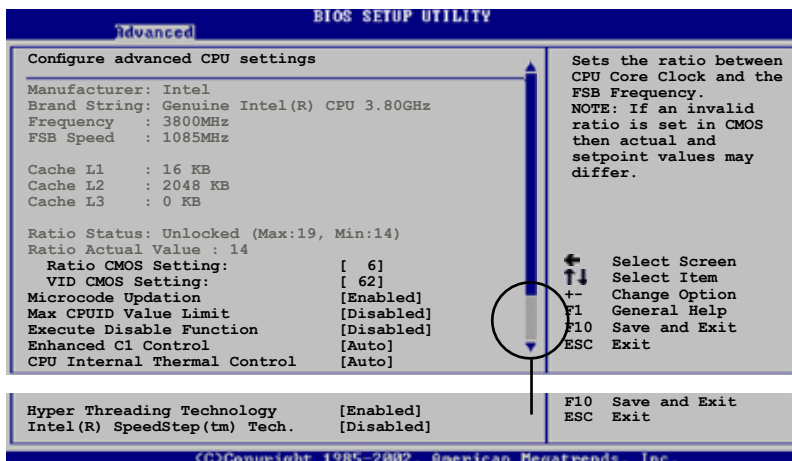 BIOS SETUP UTILITY
Advanced
Configure advanced CPU settings
Manufacturer: Intel
Brand String: Genuine Intel(R) CPU 3.80GHz
Frequency : 3800MHz
FSB Speed : 1085MHz
Cache L1 : 16 KB
Cache L2 : 2048 KB
Cache L3 : 0 KB
Ratio Status: Unlocked (Max:19, Min:14)
Ratio Actual Value : 14
Ratio CMOS Setting: [ 6]
VID CMOS Setting: [ 62]
Microcode Updation [Enabled]
Max CPUID Value Limit [Disabled]
Execute Disable Function [Disabled]
Enhanced C1 Control [Auto]
CPU Internal Thermal Control [Auto]
Hyper Threading Technology [Enabled]
Intel(R) SpeedStep(tm) Tech. [Disabled]
Sets the ratio between
CPU Core Clock and the
FSB Frequency.
NOTE: If an invalid
ratio is set in CMOS
then actual and
setpoint values may
differ.
Select Screen
Select Item
+- Change Option
F1 General Help
F10 Save and Exit
ESC Exit
F10 Save and Exit
ESC Exit
(C)Copyright 1985-2002, American Megatrends, Inc.